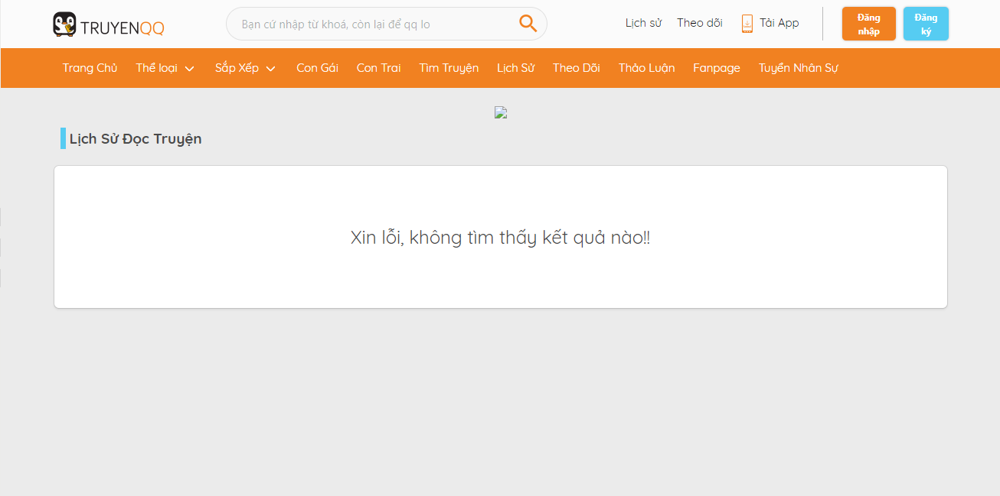 TRUYENQQ
Bạn cứ nhập từ khoá, còn lại để qq lo
Lịch sử Theo dõi Tải App
Đăng nhập
Đăng ký
Trang Chủ Thể loại Sắp Xếp Con Gái Con Trai Tìm Truyện Lịch Sử Theo Dõi Thảo Luận Fanpage Tuyển Nhân Sự
Lịch Sử Đọc Truyện
Xin lỗi, không tìm thấy kết quả nào!!